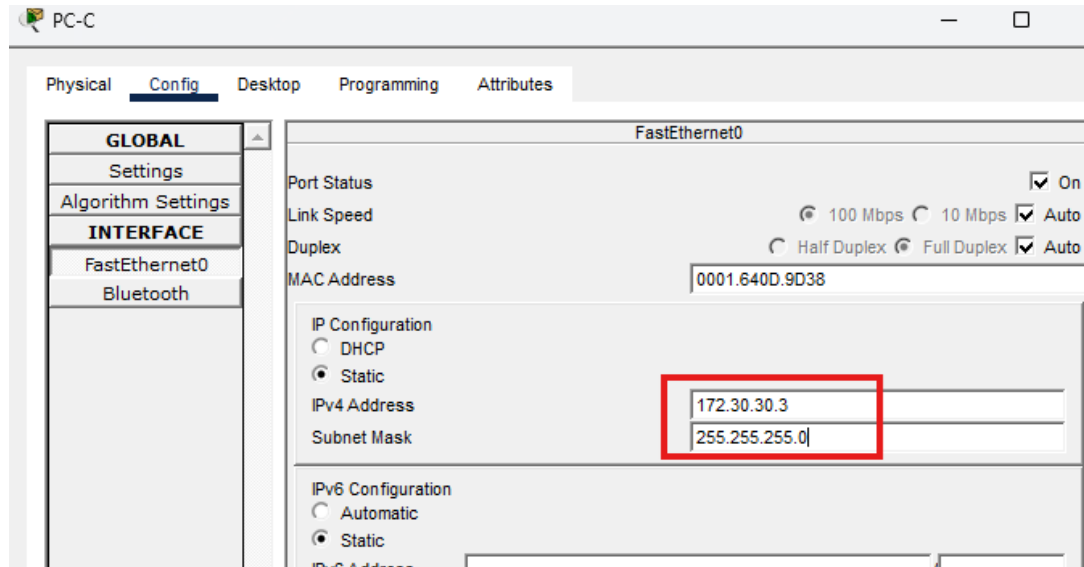 PC-C
Physical Config Desktop Programming Attributes
GLOBAL
Settings
Algorithm Settings
INTERFACE
FastEthernet0
Bluetooth
FastEthernet0
Port Status On
Link Speed 100 Mbps 10 Mbps Auto
Duplex Half Duplex Full Duplex Auto
MAC Address 0001.640D.9D38
IP Configuration
DHCP
Static
IPv4 Address 172.30.30.3
Subnet Mask 255.255.255.0
IPv6 Configuration
Automatic
Static
IPv6 Address /